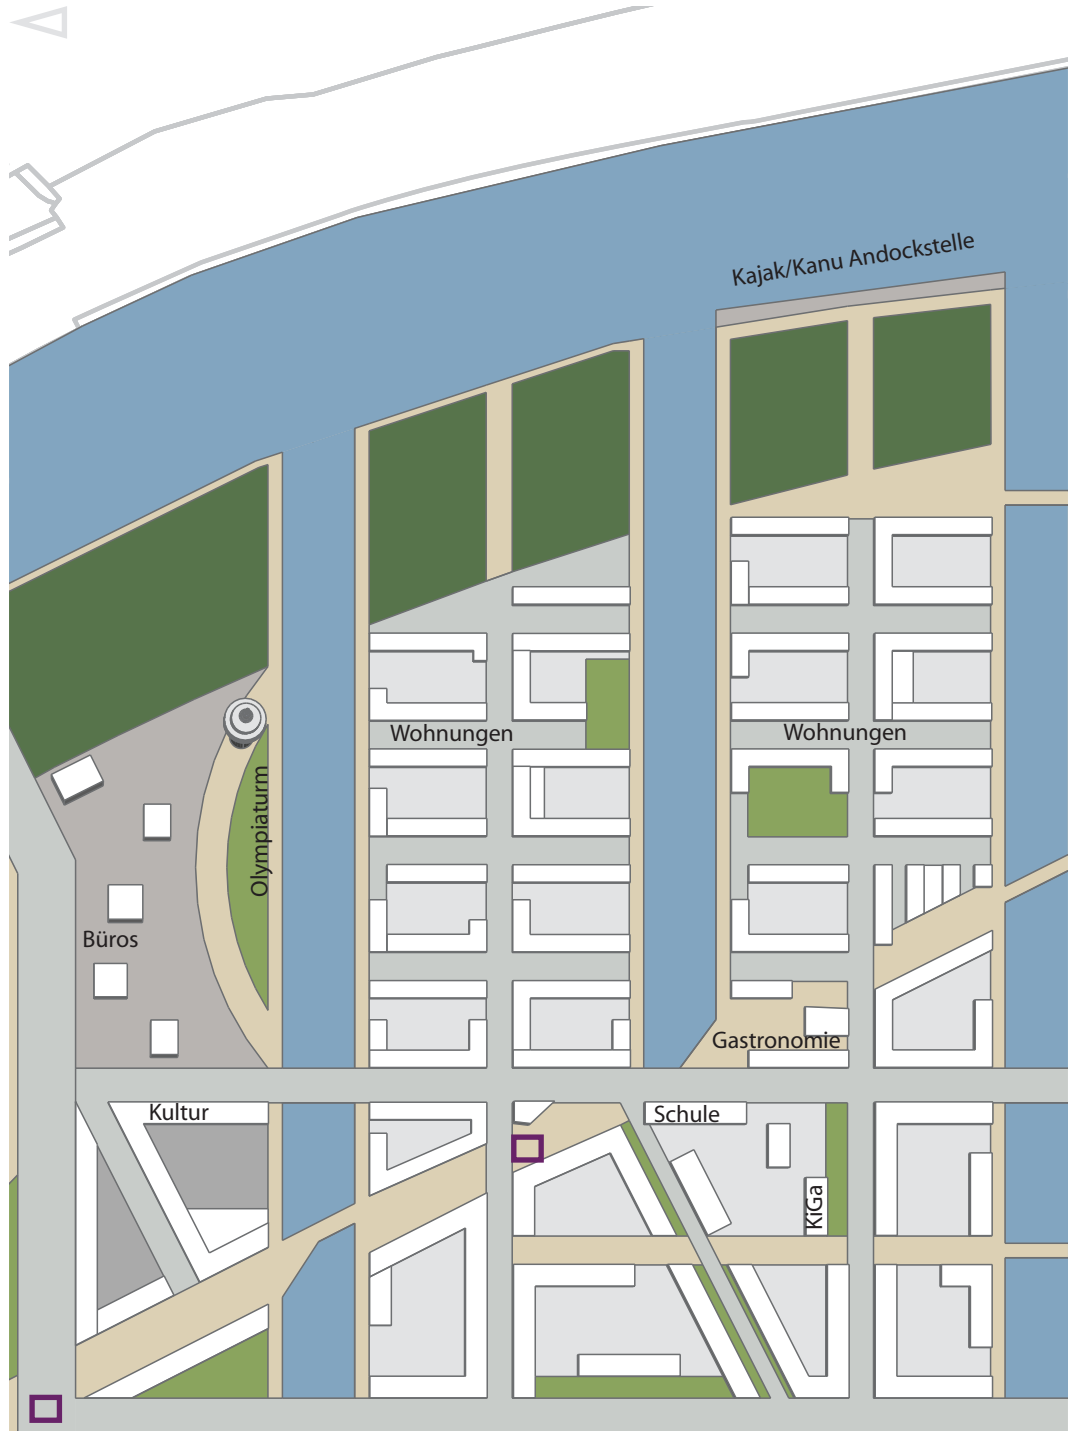 Kajak/Kanu Andockstelle
Wohnungen
Wohnungen
Olympiaturm
Büros
Gastronomie
Kultur
Schule
KiGa